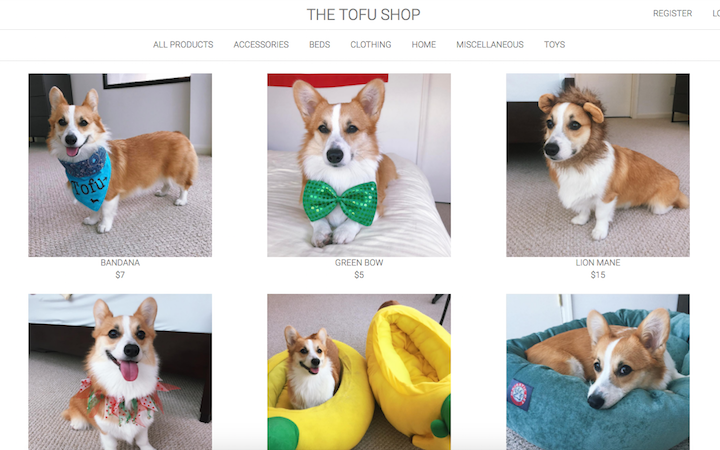 THE TOFU SHOP
REGISTER
LO
ALL PRODUCTS ACCESSORIES BEDS CLOTHING HOME MISCELLANEOUS TOYS
Tofu
BANDANA
$7
GREEN BOW
$5
LION MANE
$15